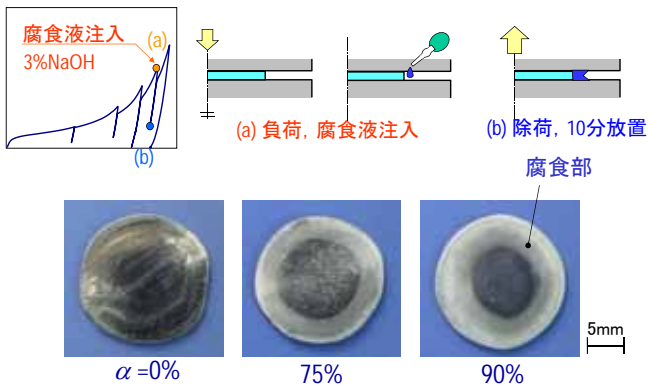 腐食液注入
3%NaOH
(a)
(b)
(a) 負荷, 腐食液注入
(b) 除荷, 10分放置
腐食部
5mm
α =0%
75%
90%